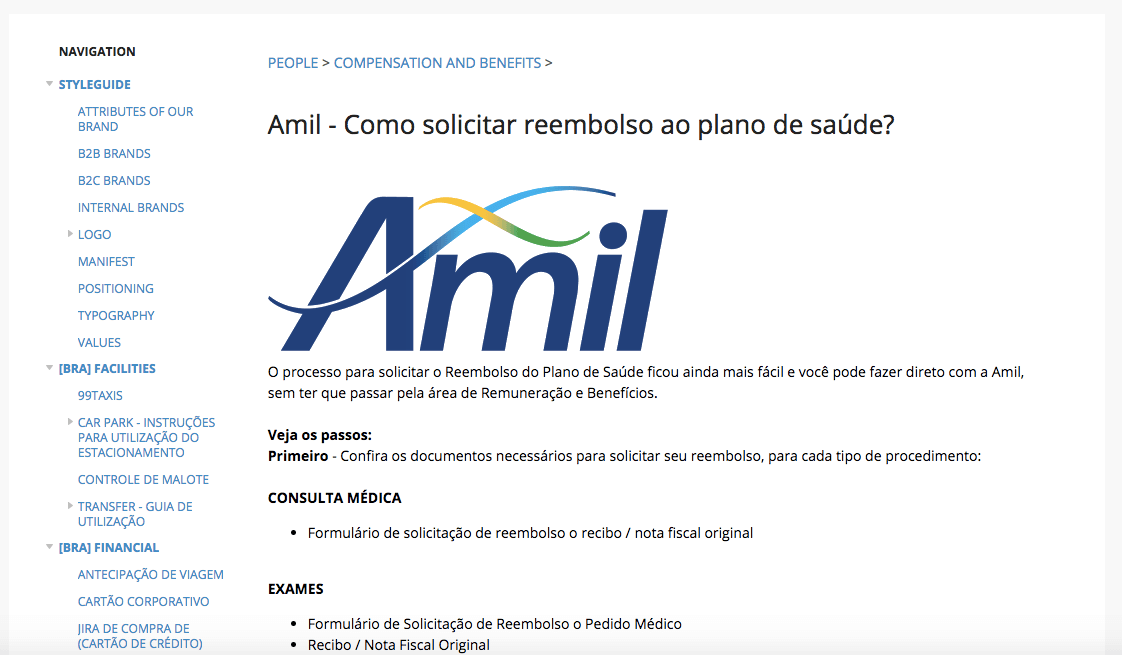 NAVIGATION
STYLEGUIDE
ATTRIBUTES OF OUR
BRAND
B2B BRANDS
B2C BRANDS
INTERNAL BRANDS
LOGO
MANIFEST
POSITIONING
TYPOGRAPHY
VALUES
[BRA] FACILITIES
99TAXIS
CAR PARK - INSTRUÇÕES
PARA UTILIZAÇÃO DO
ESTACIONAMENTO
CONTROLE DE MALOTE
TRANSFER - GUIA DE
UTILIZAÇÃO
[BRA] FINANCIAL
ANTECIPAÇÃO DE VIAGEM
CARTÃO CORPORATIVO
JIRA DE COMPRA DE
(CARTÃO DE CRÉDITO)
PEOPLE > COMPENSATION AND BENEFITS >
Amil - Como solicitar reembolso ao plano de saúde?
Amil
O processo para solicitar o Reembolso do Plano de Saúde ficou ainda mais fácil e você pode fazer direto com a Amil,
sem ter que passar pela área de Remuneração e Benefícios.
Veja os passos:
Primeiro - Confira os documentos necessários para solicitar seu reembolso, para cada tipo de procedimento:
CONSULTA MÉDICA
• Formulário de solicitação de reembolso o recibo / nota fiscal original
EXAMES
• Formulário de Solicitação de Reembolso o Pedido Médico
• Recibo / Nota Fiscal Original